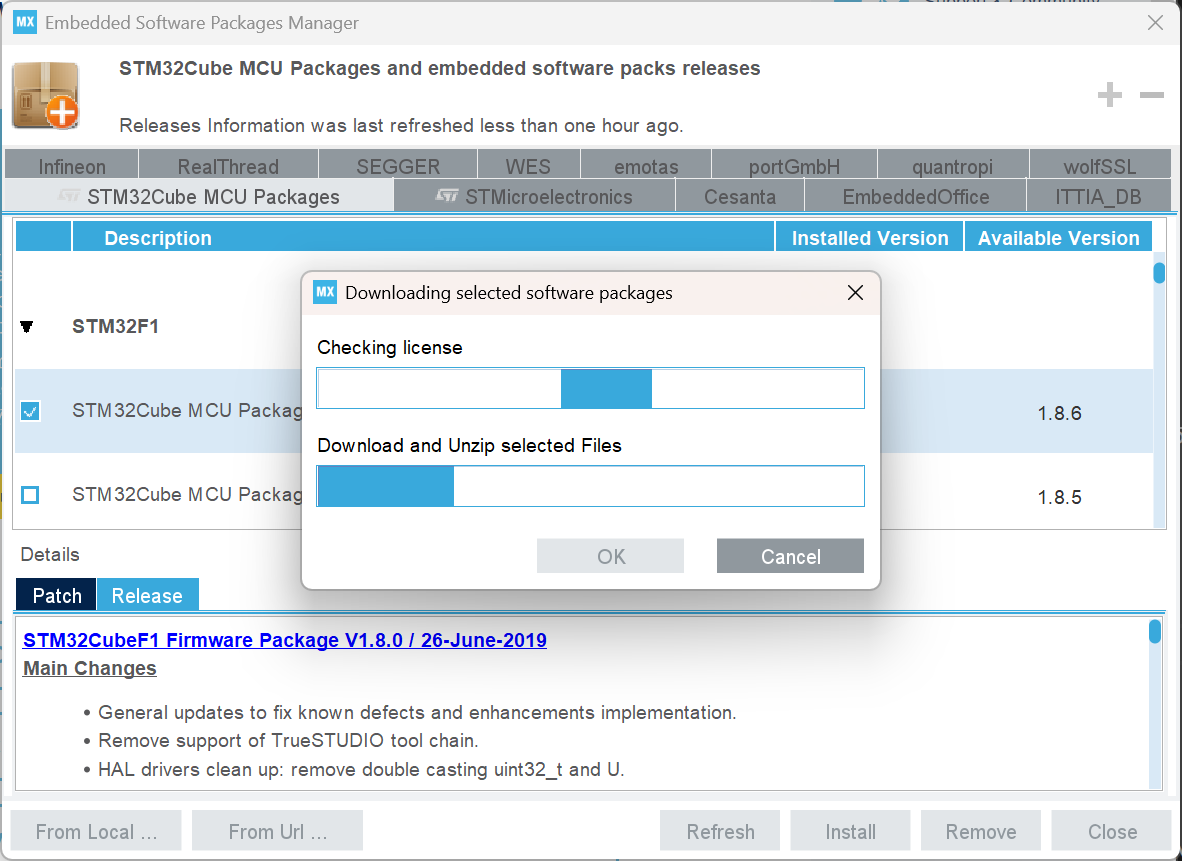 MX Embedded Software Packages Manager
STM32Cube MCU Packages and embedded software packs releases
Releases Information was last refreshed less than one hour ago.
Infineon RealThread SEGGER WES emotas portGmbH quantropi wolfSSL
STM32Cube MCU Packages STMicroelectronics Cesanta EmbeddedOffice ITTIA_DB
Description Installed Version Available Version
MX Downloading selected software packages
STM32F1
Checking license
STM32Cube MCU 1.8.6
Download and Unzip selected Files
STM32Cube MCU 1.8.5
OK Cancel
Details
Patch Release
STM32CubeF1 Firmware Package V1.8.0 / 26-June-2019
Main Changes
• General updates to fix known defects and enhancements implementation.
• Remove support of TrueSTUDIO tool chain.
• HAL drivers clean up: remove double casting uint32_t and U.
From Local ... From Url ... Refresh Install Remove Close